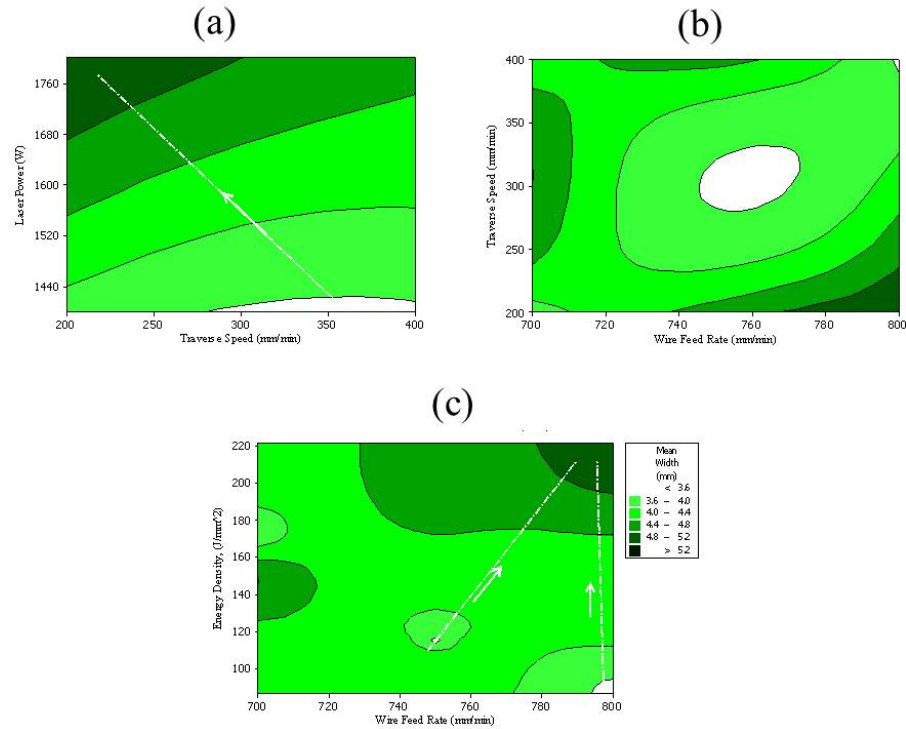 (a)
1760
1680
1600
1520
1440
Laser Power (W)
200 250 300 350 400
Traverse Speed (mm/min)
(b)
400
350
300
250
200
Traverse Speed (mm/min)
700 720 740 760 780 800
Wire Feed Rate (mm/min)
(c)
220
200
180
160
140
120
100
Energy Density, (J/mm^2)
700 720 740 760 780 800
Wire Feed Rate (mm/min)
Mean
Width
(mm)
< 3.6
3.6 – 4.0
4.0 – 4.4
4.4 – 4.8
4.8 – 5.2
> 5.2